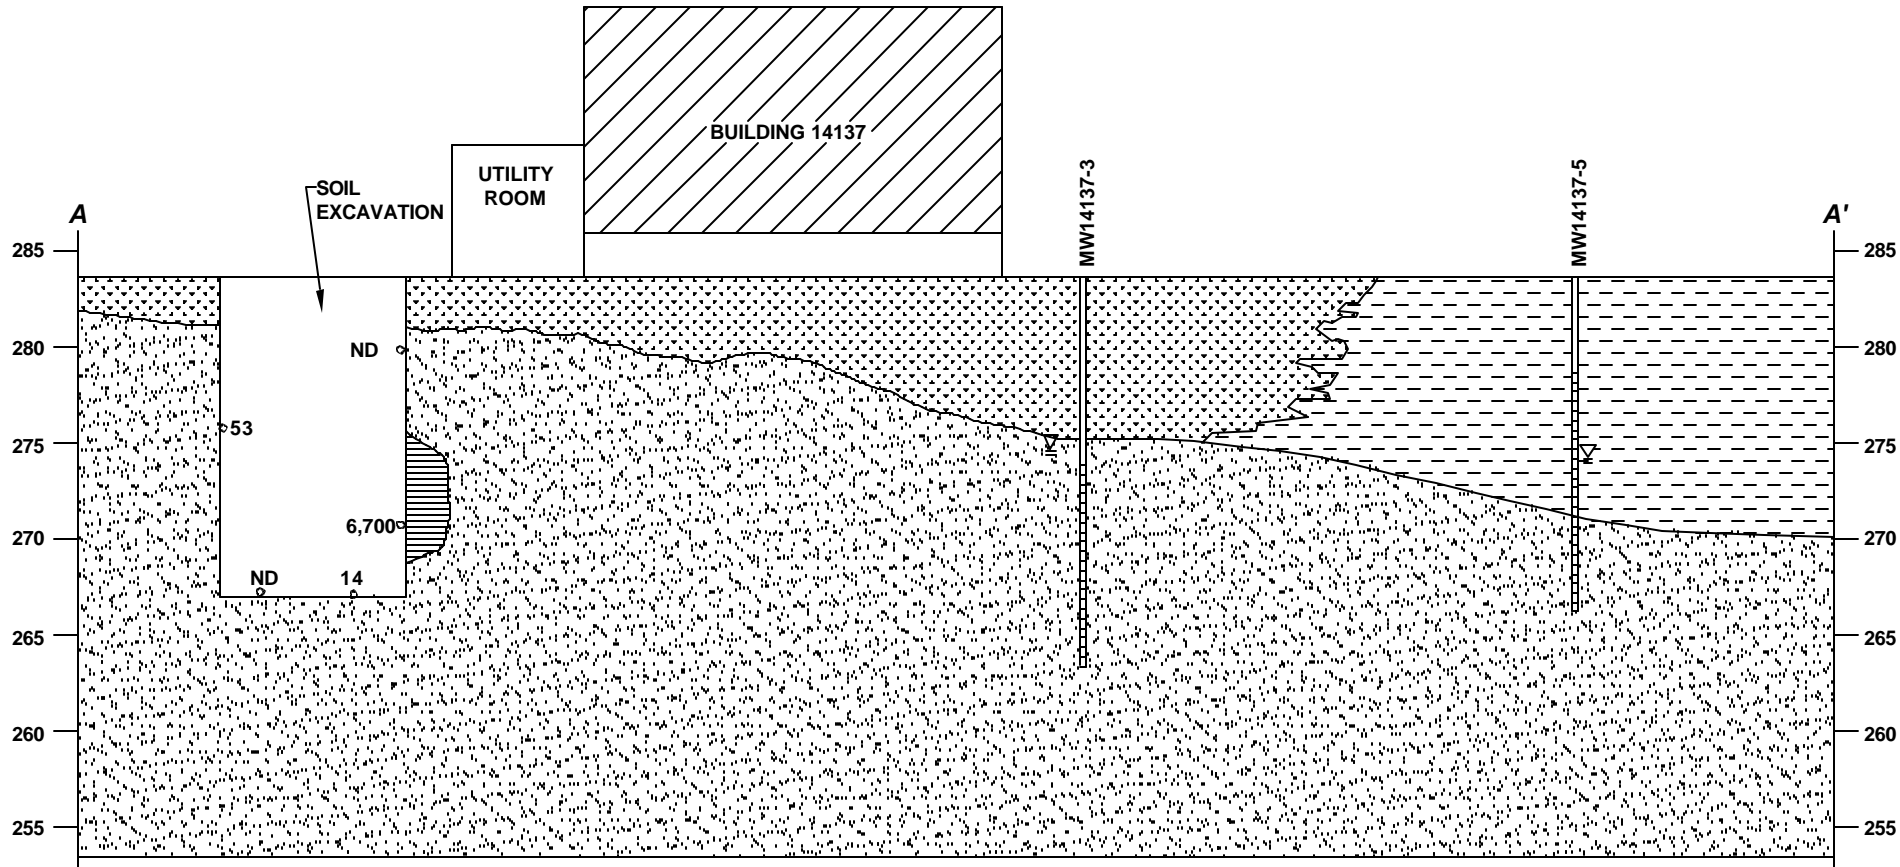 BUILDING 14137
UTILITY
ROOM
SOIL
EXCAVATION
MW14137-3
MW14137-5
A
A'
285
285
280
280
ND
53
275
275
6,700
270
270
ND
14
265
265
260
260
255
255